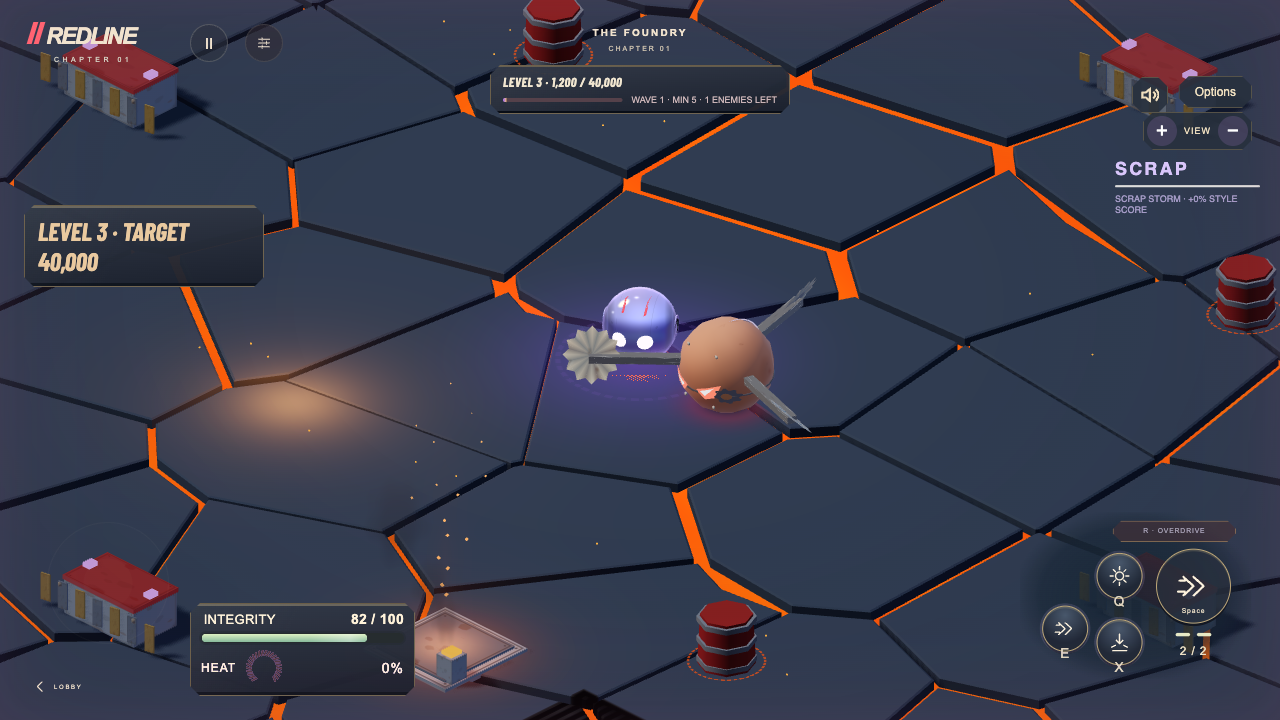 REDLINE
CHAPTER 01
THE FOUNDRY
CHAPTER 01
LEVEL 3 · 1,200 / 40,000
WAVE 1 · MIN 5 · 1 ENEMIES LEFT
Options
+ VIEW −
SCRAP
SCRAP STORM · +0% STYLE
SCORE
LEVEL 3 · TARGET
40,000
R · OVERDRIVE
Q
Space
E
X
2 / 2
INTEGRITY 82 / 100
HEAT 0%
LOBBY